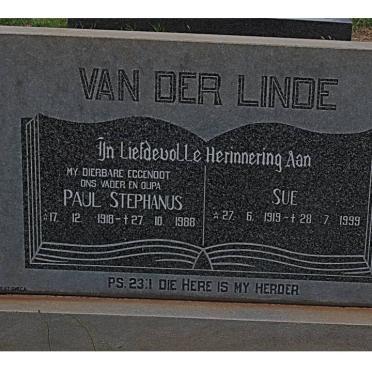 VAN DER LINDE
In Liefdevolle Herinnering Aan
MY DIERBARE EGGENOOT
ONS VADER EN OUPA
PAUL STEPHANUS
☆17. 12. 1918-✝27. 10. 1988
SUE
☆27. 6. 1919-✝28. 7. 1999
PS. 23:1 DIE HERE IS MY HERDER